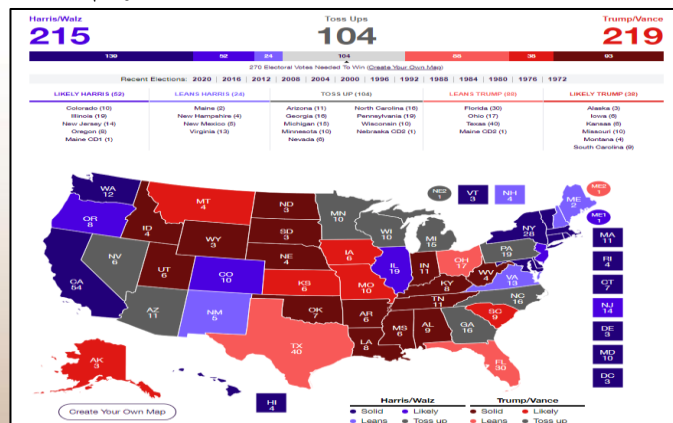 Harris/Walz Toss Ups Trump/Vance
215 104 219
139 52 24 104 88 38 93
270 Electoral Votes Needed To Win (Create Your Own Map)
Recent Elections: 2020 | 2016 | 2012 | 2008 | 2004 | 2000 | 1996 | 1992 | 1988 | 1984 | 1980 | 1976 | 1972
LIKELY HARRIS (52) LEANS HARRIS (24) TOSS UP (104) LEANS TRUMP (88) LIKELY TRUMP (38)
Colorado (10) Maine (2) Arizona (11) North Carolina (16) Florida (30) Alaska (3)
Illinois (19) New Hampshire (4) Georgia (16) Pennsylvania (19) Ohio (17) Iowa (6)
New Jersey (14) New Mexico (5) Michigan (15) Wisconsin (10) Texas (40) Kansas (6)
Oregon (8) Virginia (13) Minnesota (10) Nebraska CD2 (1) Maine CD2 (1) Missouri (10)
Maine CD1 (1) Nevada (6) Montana (4)
South Carolina (9)
WA 12
MT 4
ND 3
MN 10
NE2 1
VT 3
NH 4
ME 2
ME2 1
OR 8
ID 4
WY 3
SD 3
WI 10
MI 15
NY 28
ME1 1
MA 11
NV 6
UT 6
CO 10
NE 4
IA 6
IL 19
IN 11
OH 17
PA 19
RI 4
CA 54
KS 6
MO 10
KY 8
WV 4
VA 13
CT 7
AZ 11
NM 5
OK 7
AR 6
TN 11
NC 16
NJ 14
TX 40
LA 8
MS 6
AL 9
GA 16
SC 9
DE 3
AK 3
HI 4
FL 30
MD 10
DC 3
Create Your Own Map
Harris/Walz Trump/Vance
Solid Likely Solid Likely
Leans Toss up Leans Toss up